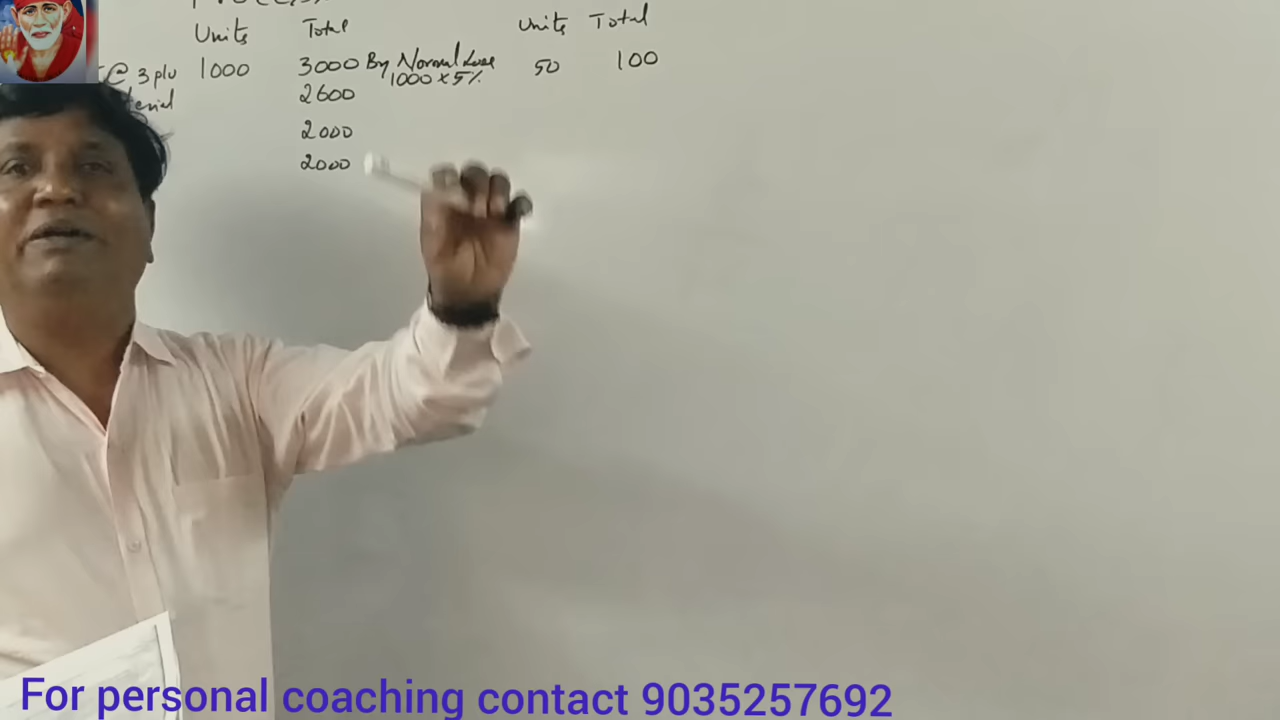 Units Total Units Total
@ 3 plu 1000 3000 By Normal Loss 50 100
1000 x 5%
2600
2000
2000
For personal coaching contact 9035257692